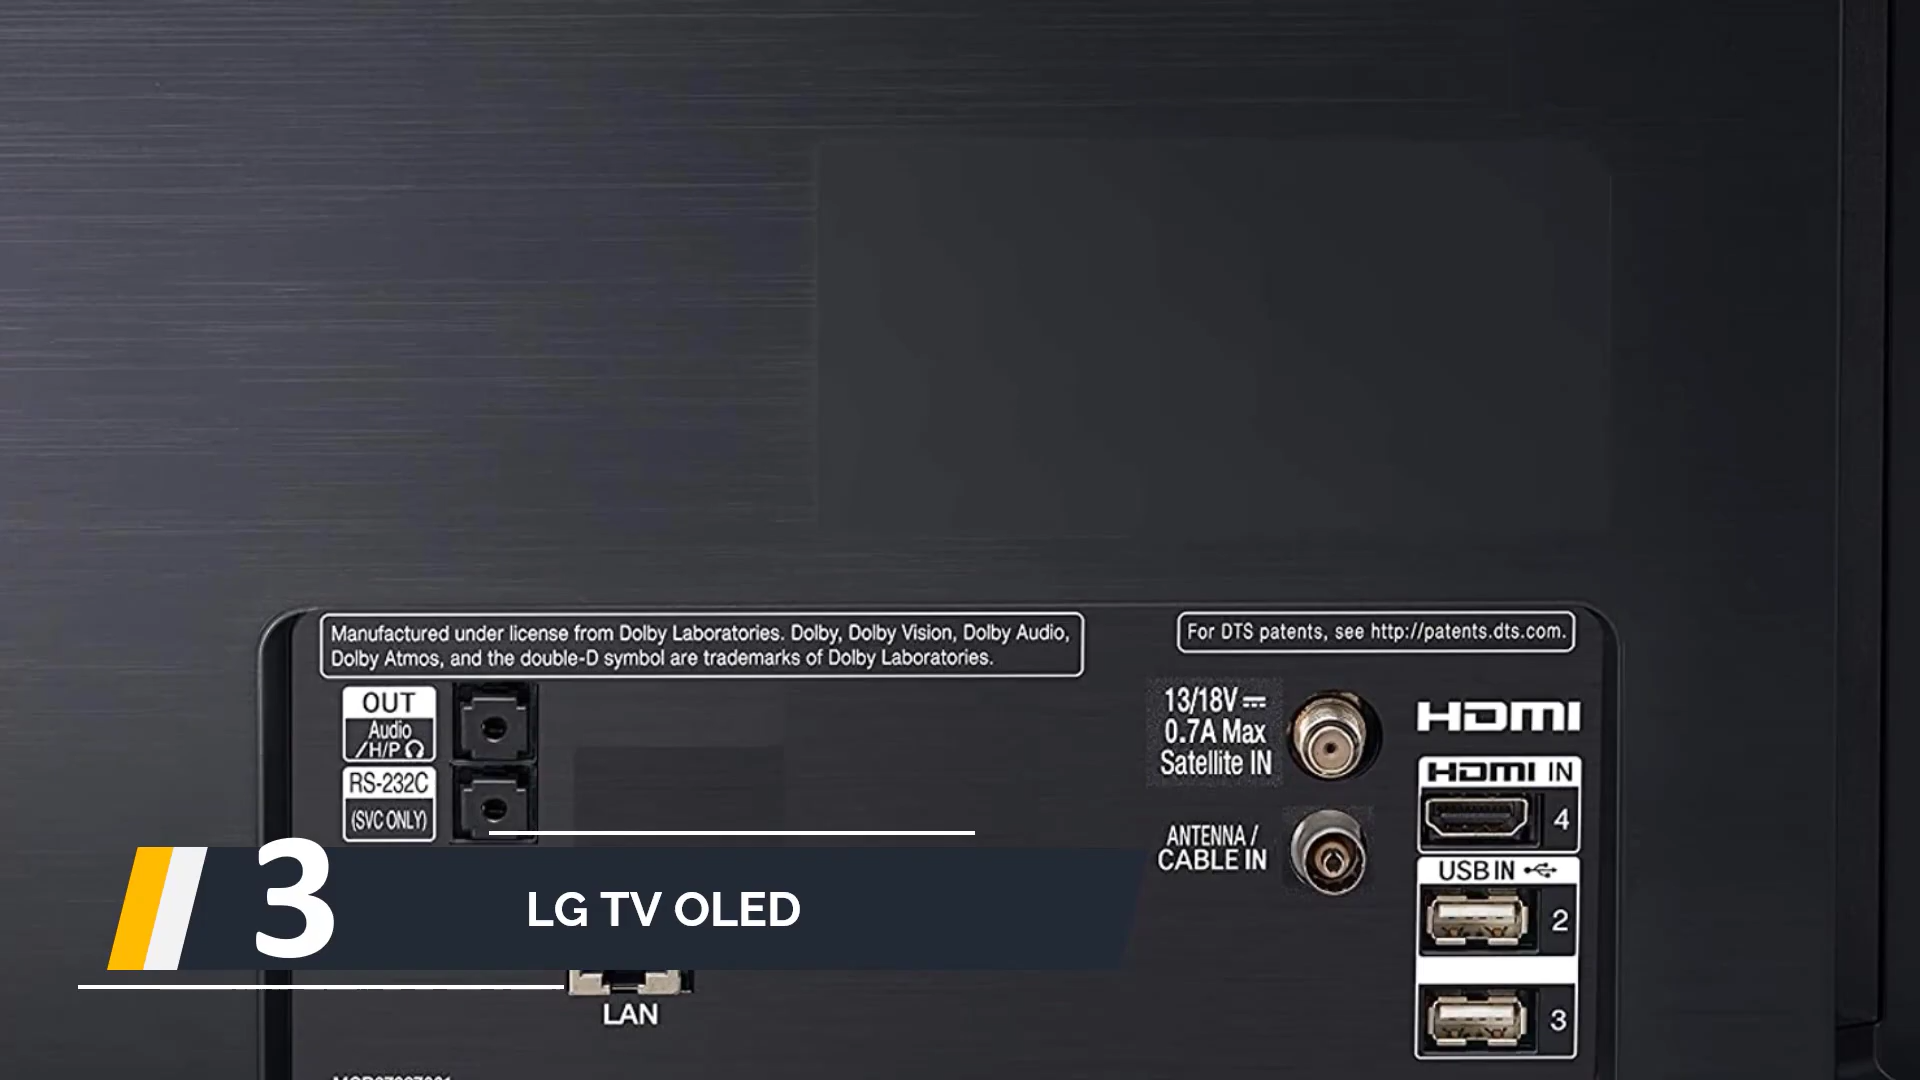 Manufactured under license from Dolby Laboratories. Dolby, Dolby Vision, Dolby Audio,
Dolby Atmos, and the double-D symbol are trademarks of Dolby Laboratories.
For DTS patents, see http://patents.dts.com.
OUT
Audio
/H/P
RS-232C
(SVC ONLY)
13/18V
0.7A Max
Satellite IN
ANTENNA /
CABLE IN
HDMI
HDMI IN
4
USB IN
2
3
3
LG TV OLED
LAN